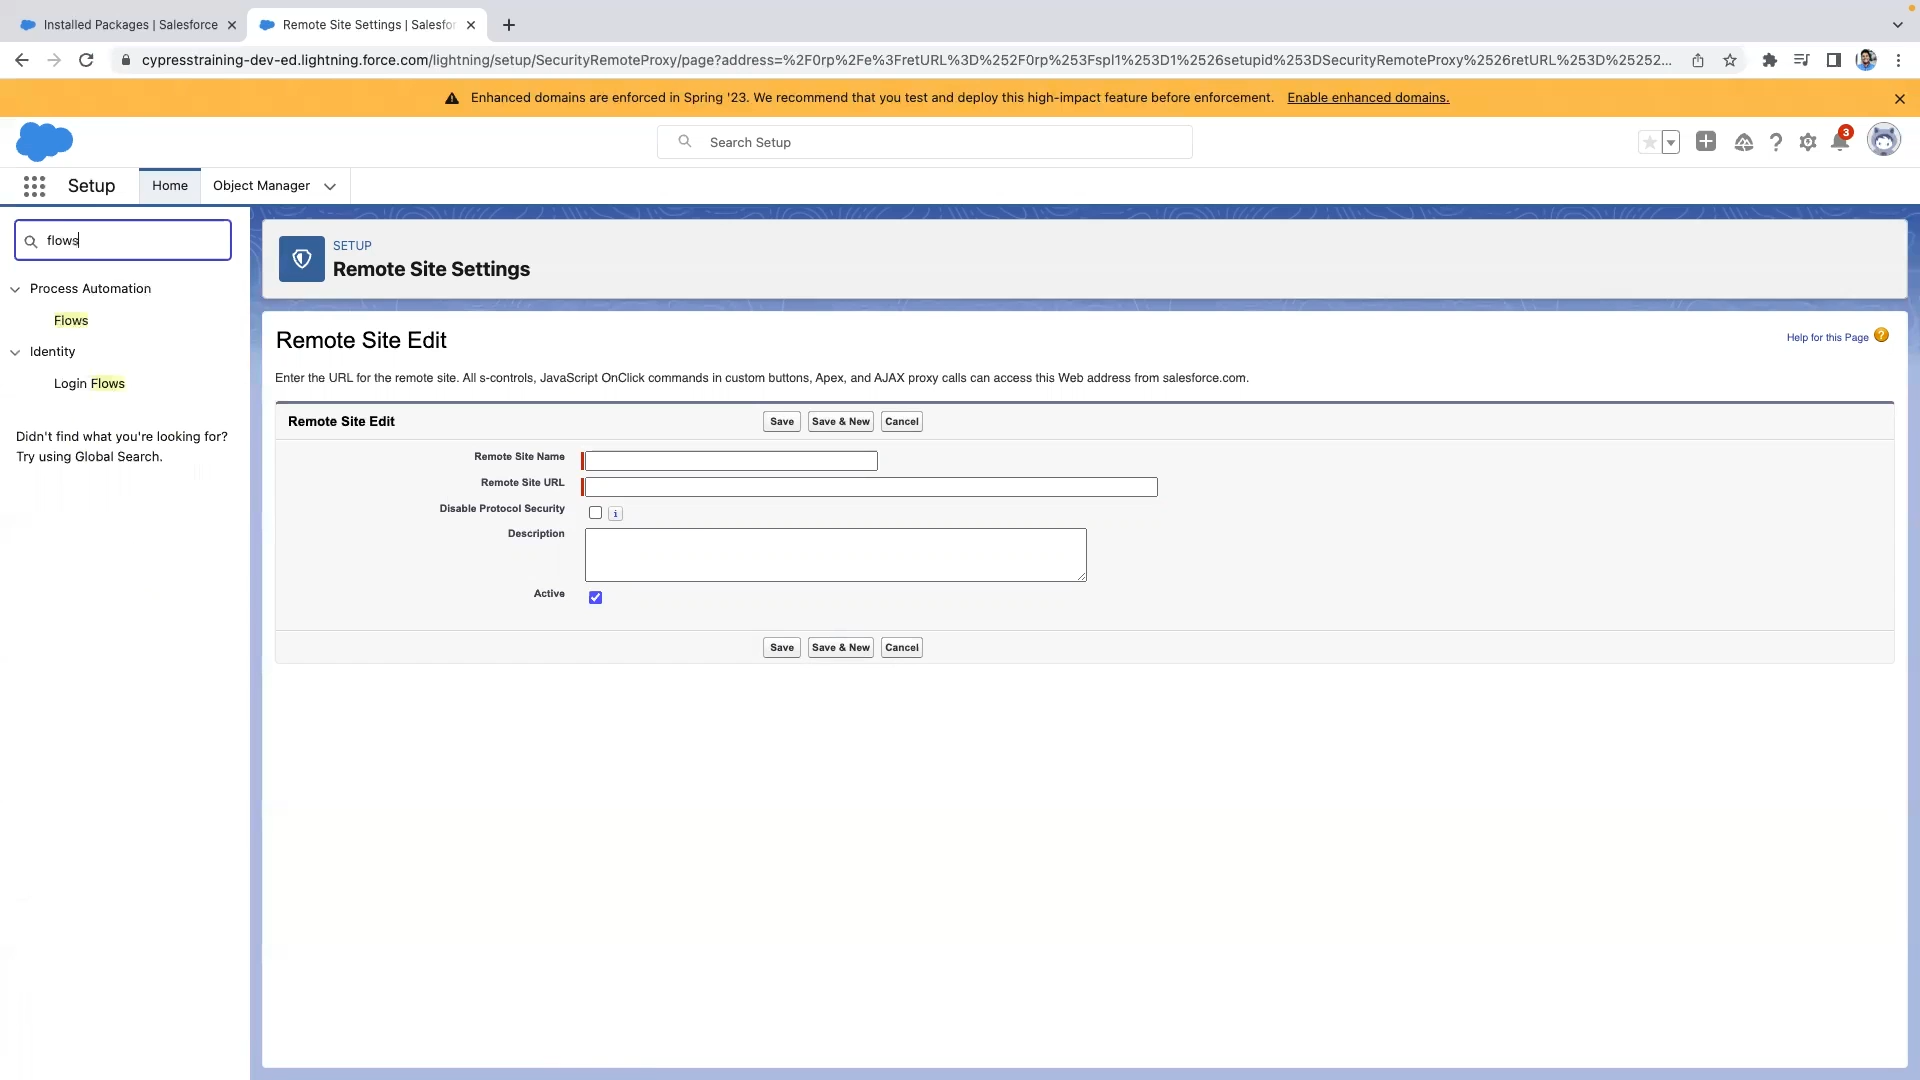 Installed Packages | Salesforce
Remote Site Settings | Salesfor
cypresstraining-dev-ed.lightning.force.com/lightning/setup/SecurityRemoteProxy/page?address=%2F0rp%2Fe%3FretURL%3D%252F0rp%253Fspl1%253D1%2526setupid%253DSecurityRemoteProxy%2526retURL%253D%25252...
Enhanced domains are enforced in Spring '23. We recommend that you test and deploy this high-impact feature before enforcement. Enable enhanced domains.
Search Setup
3
Setup
Home
Object Manager
flows
Process Automation
Flows
Identity
Login Flows
Didn't find what you're looking for?
Try using Global Search.
SETUP
Remote Site Settings
Remote Site Edit
Help for this Page ?
Enter the URL for the remote site. All s-controls, JavaScript OnClick commands in custom buttons, Apex, and AJAX proxy calls can access this Web address from salesforce.com.
Remote Site Edit
Save
Save & New
Cancel
Remote Site Name
Remote Site URL
Disable Protocol Security
i
Description
Active
Save
Save & New
Cancel